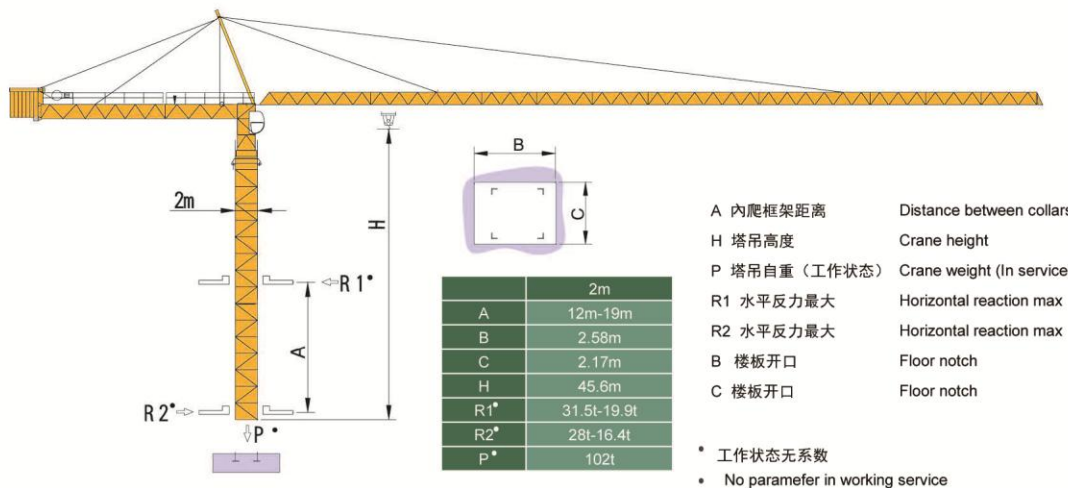 2m
H
A
R 1•
R 2•
P •
B
C
2m
A 12m-19m
B 2.58m
C 2.17m
H 45.6m
R1• 31.5t-19.9t
R2• 28t-16.4t
P• 102t
A 內爬框架距离 Distance between collars
H 塔吊高度 Crane height
P 塔吊自重（工作状态） Crane weight (In service
R1 水平反力最大 Horizontal reaction max
R2 水平反力最大 Horizontal reaction max
B 楼板开口 Floor notch
C 楼板开口 Floor notch
• 工作状态无系数
• No paramefer in working service